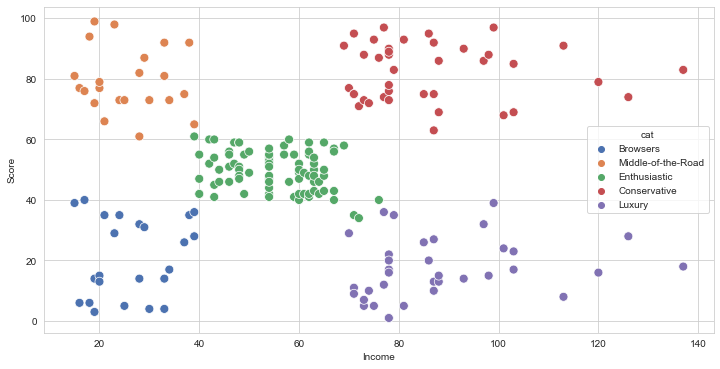 100
80
60
40
20
0
Score
20
40
60
80
100
120
140
Income
cat
Browsers
Middle-of-the-Road
Enthusiastic
Conservative
Luxury